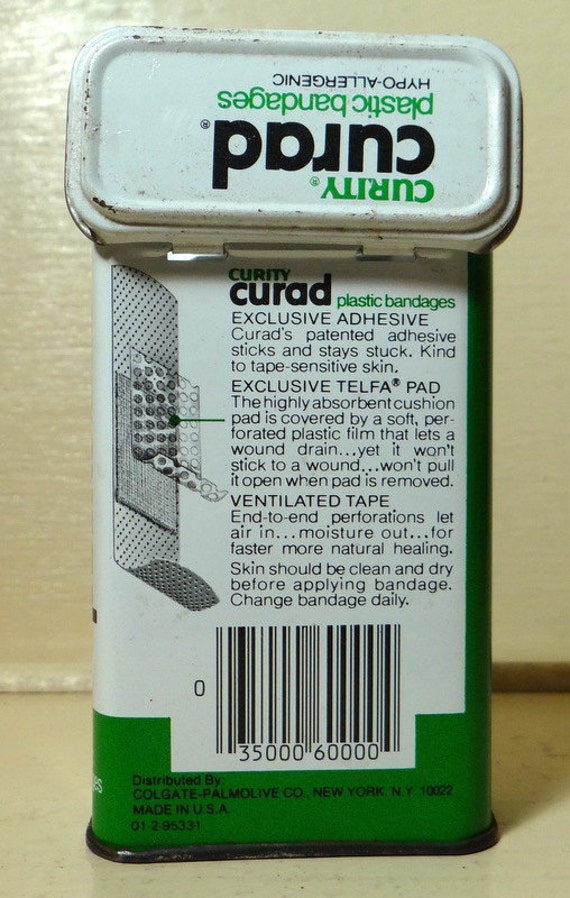 CURITY®
curad®
plastic bandages
HYPO-ALLERGENIC
CURITY
curad plastic bandages
EXCLUSIVE ADHESIVE
Curad's patented adhesive
sticks and stays stuck. Kind
to tape-sensitive skin.
EXCLUSIVE TELFA® PAD
The highly absorbent cushion
pad is covered by a soft, per-
forated plastic film that lets a
wound drain...yet it won't
stick to a wound...won't pull
it open when pad is removed.
VENTILATED TAPE
End-to-end perforations let
air in...moisture out...for
faster more natural healing.
Skin should be clean and dry
before applying bandage.
Change bandage daily.
0 35000 60000
Distributed By:
COLGATE-PALMOLIVE CO., NEW YORK, N.Y. 10022
MADE IN U.S.A.
01-2-95331